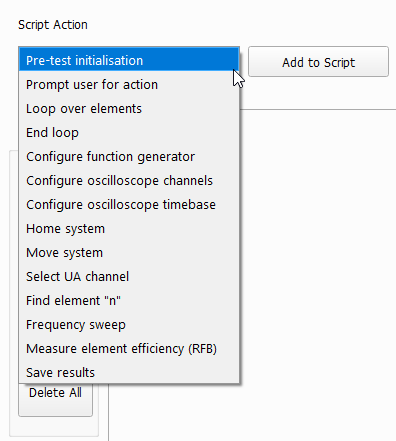 Script Action
Pre-test initialisation
Add to Script
Prompt user for action
Loop over elements
End loop
Configure function generator
Configure oscilloscope channels
Configure oscilloscope timebase
Home system
Move system
Select UA channel
Find element "n"
Frequency sweep
Measure element efficiency (RFB)
Save results
Delete All